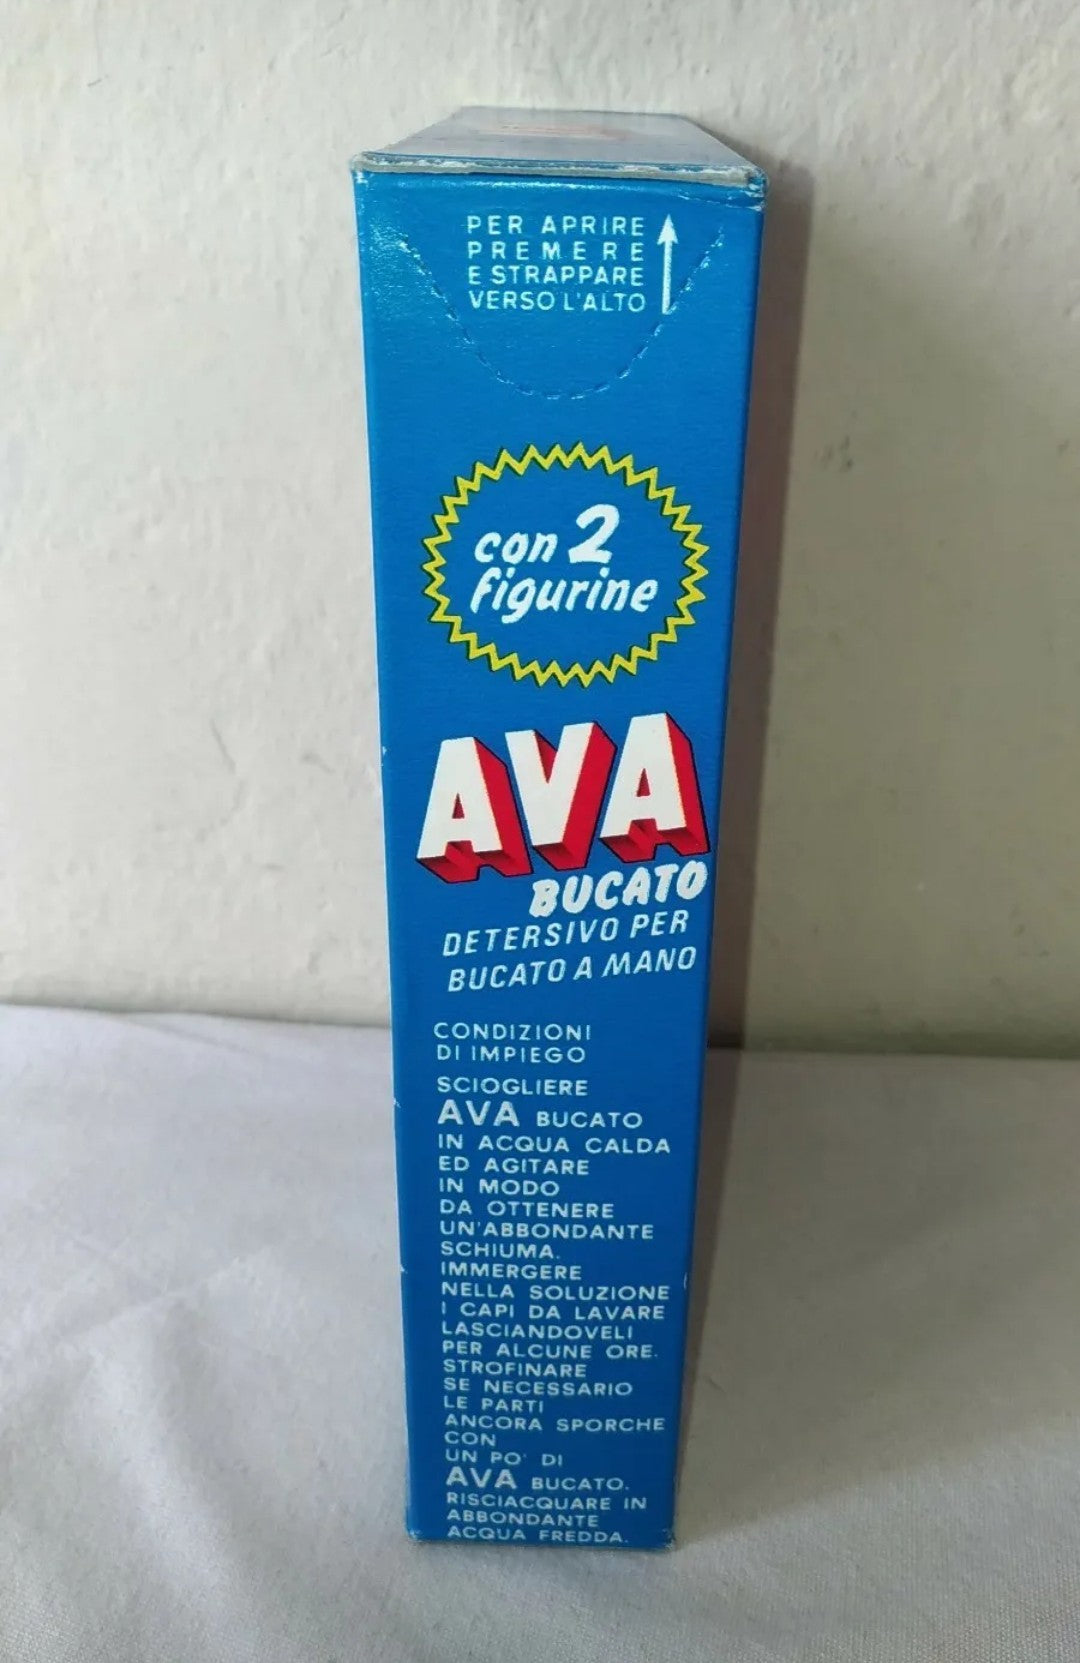 PER APRIRE
PREMERE
E STRAPPARE
VERSO L'ALTO
con 2
figurine
AVA
BUCATO
DETERSIVO PER
BUCATO A MANO
CONDIZIONI
DI IMPIEGO
SCIOGLIERE
AVA BUCATO
IN ACQUA CALDA
ED AGITARE
IN MODO
DA OTTENERE
UN'ABBONDANTE
SCHIUMA.
IMMERGERE
NELLA SOLUZIONE
I CAPI DA LAVARE
LASCIANDOVELI
PER ALCUNE ORE.
STROFINARE
SE NECESSARIO
LE PARTI
ANCORA SPORCHE
CON
UN PO' DI
AVA BUCATO.
RISCIACQUARE IN
ABBONDANTE
ACQUA FREDDA.